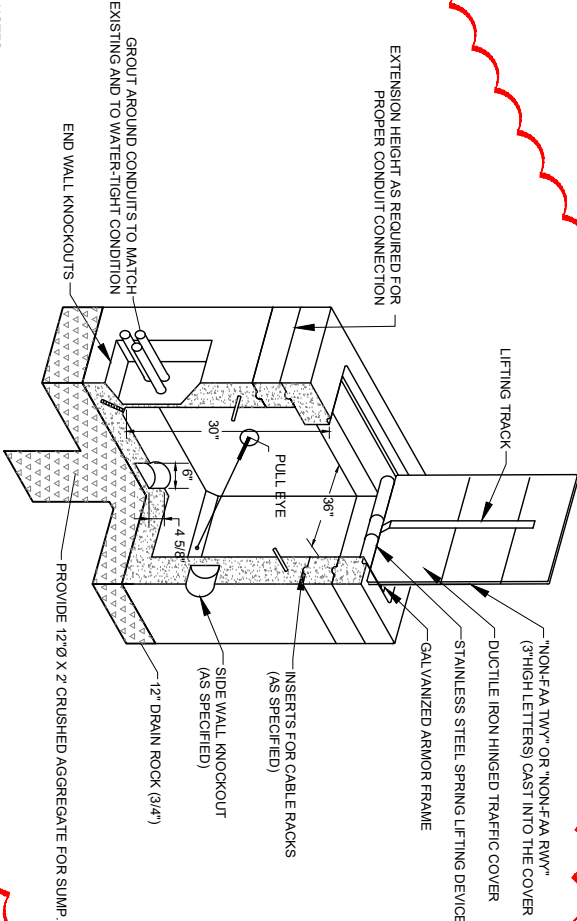 "NON-FAA TWY" OR "NON-FAA RWY"
(3"HIGH LETTERS) CAST INTO THE COVER
DUCTILE IRON HINGED TRAFFIC COVER
STAINLESS STEEL SPRING LIFTING DEVICE
GALVANIZED ARMOR FRAME
LIFTING TRACK
EXTENSION HEIGHT AS REQUIRED FOR
PROPER CONDUIT CONNECTION
INSERTS FOR CABLE RACKS
(AS SPECIFIED)
36"
PULL EYE
30"
SIDE WALL KNOCKOUT
(AS SPECIFIED)
6"
4 5/8"
GROUT AROUND CONDUITS TO MATCH
EXISTING AND TO WATER-TIGHT CONDITION
END WALL KNOCKOUTS
12" DRAIN ROCK (3/4")
PROVIDE 12"Ø X 2' CRUSHED AGGREGATE FOR SUMP.